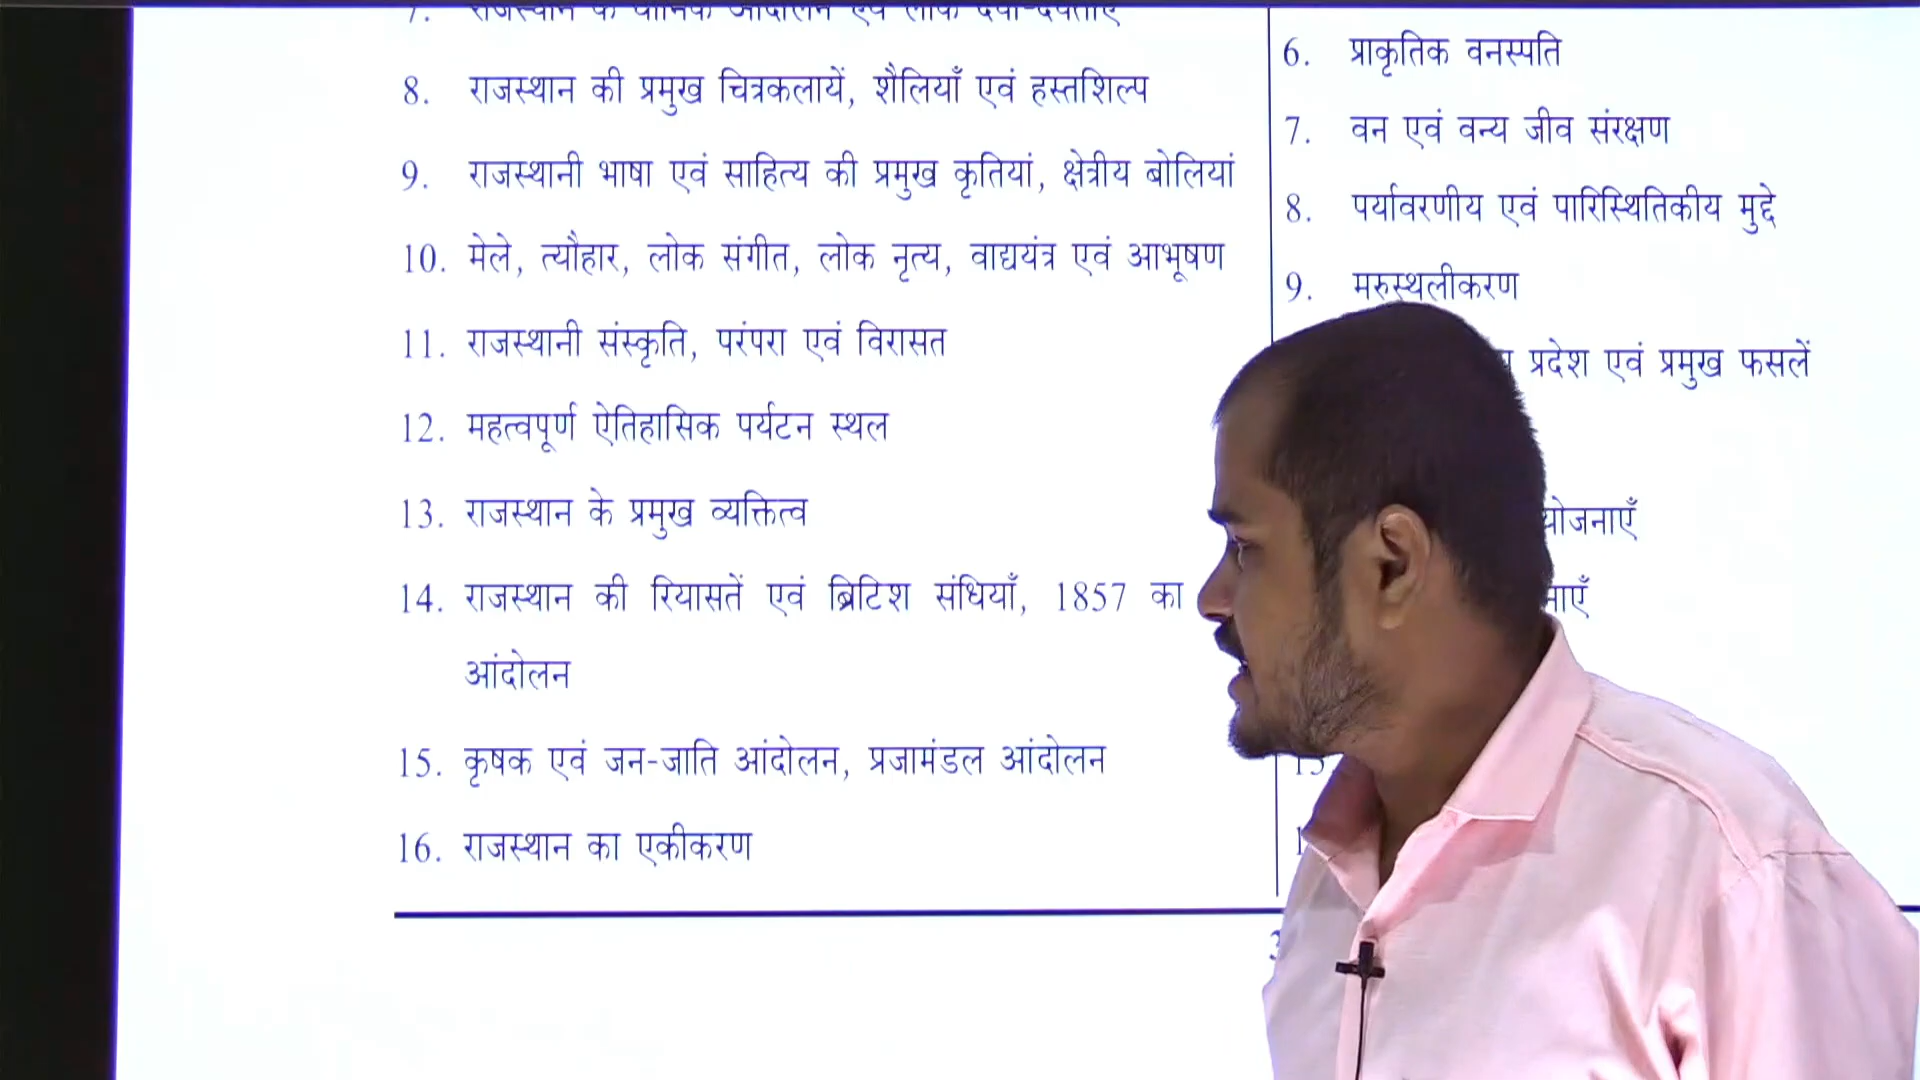 8. राजस्थान की प्रमुख चित्रकलायें, शैलियाँ एवं हस्तशिल्प
9. राजस्थानी भाषा एवं साहित्य की प्रमुख कृतियां, क्षेत्रीय बोलियां
10. मेले, त्यौहार, लोक संगीत, लोक नृत्य, वाद्ययंत्र एवं आभूषण
11. राजस्थानी संस्कृति, परंपरा एवं विरासत
12. महत्वपूर्ण ऐतिहासिक पर्यटन स्थल
13. राजस्थान के प्रमुख व्यक्तित्व
14. राजस्थान की रियासतें एवं ब्रिटिश संधियाँ, 1857 का
आंदोलन
15. कृषक एवं जन-जाति आंदोलन, प्रजामंडल आंदोलन
16. राजस्थान का एकीकरण
6. प्राकृतिक वनस्पति
7. वन एवं वन्य जीव संरक्षण
8. पर्यावरणीय एवं पारिस्थितिकीय मुद्दे
9. मरुस्थलीकरण
प्रदेश एवं प्रमुख फसलें